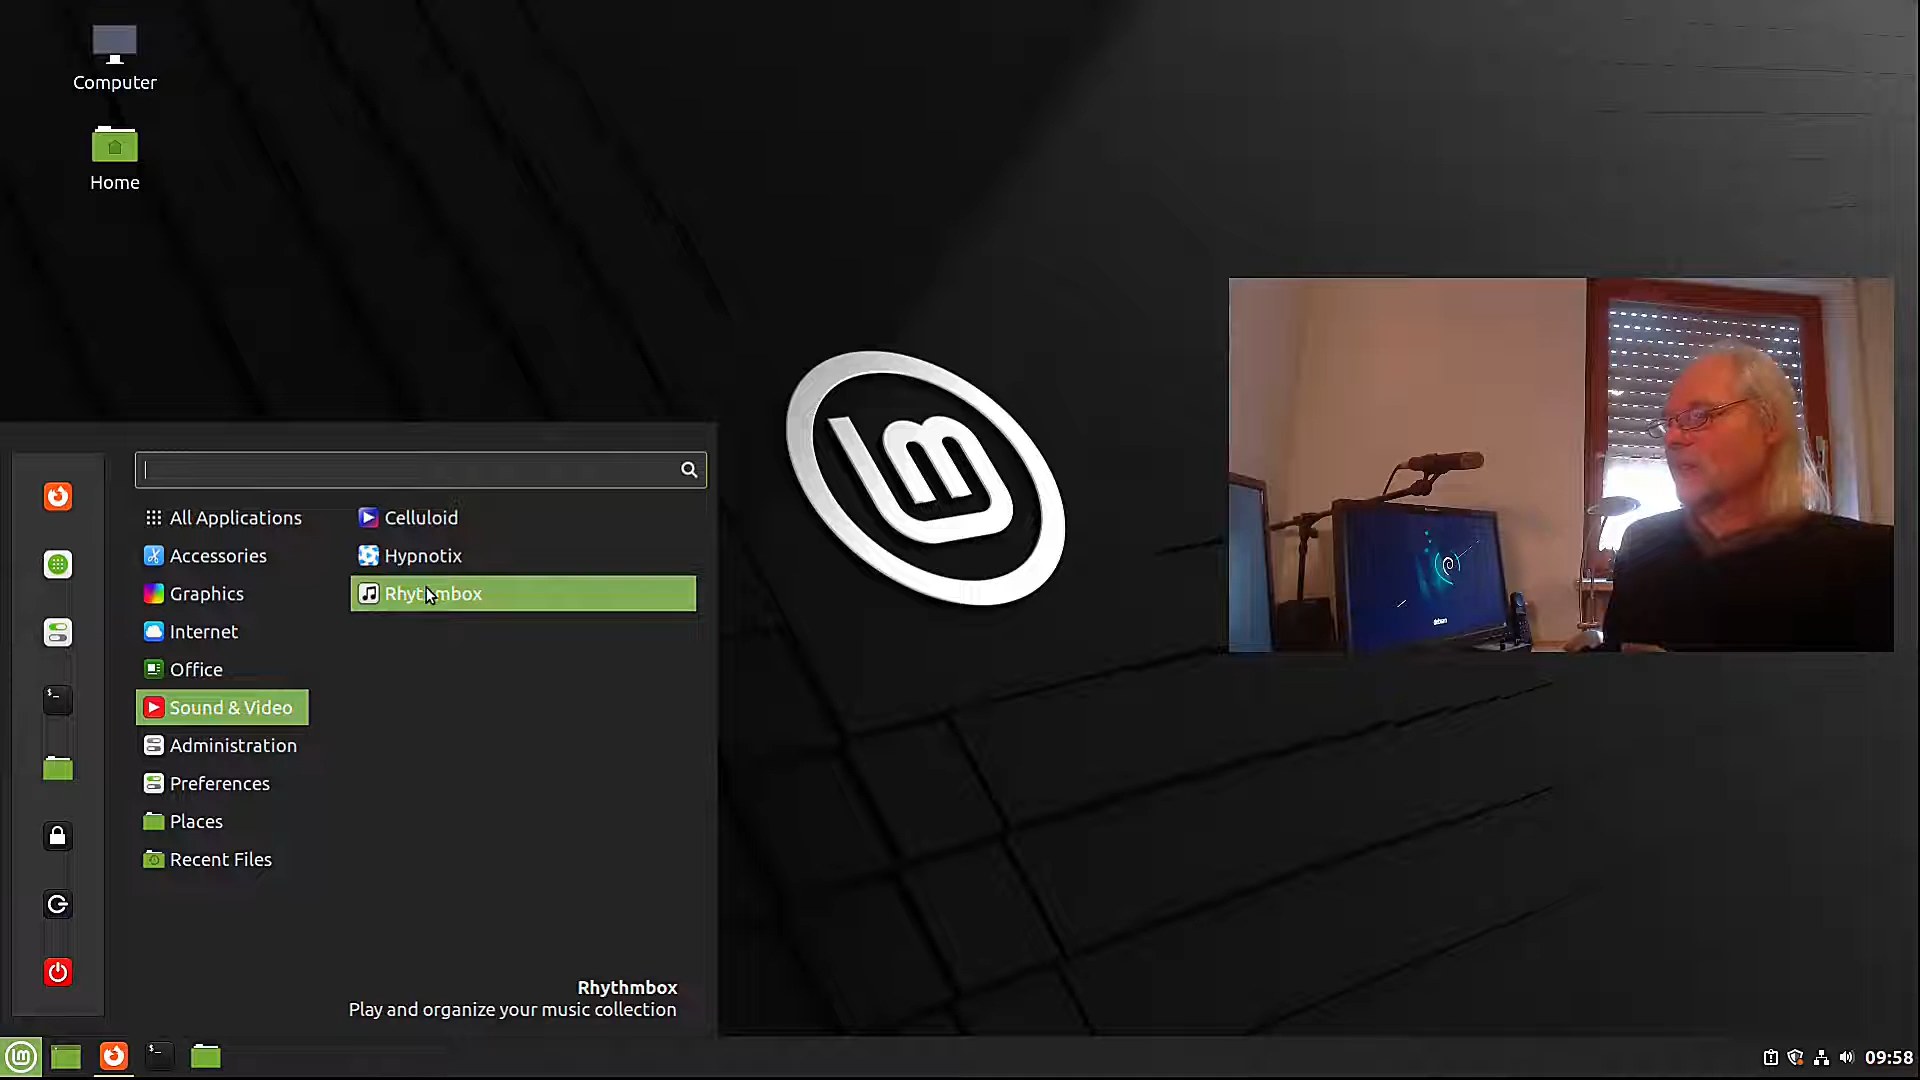 Computer
Home
All Applications
Accessories
Graphics
Internet
Office
Sound & Video
Administration
Preferences
Places
Recent Files
Celluloid
Hypnotix
Rhythmbox
Rhythmbox
Play and organize your music collection
debian
09:58